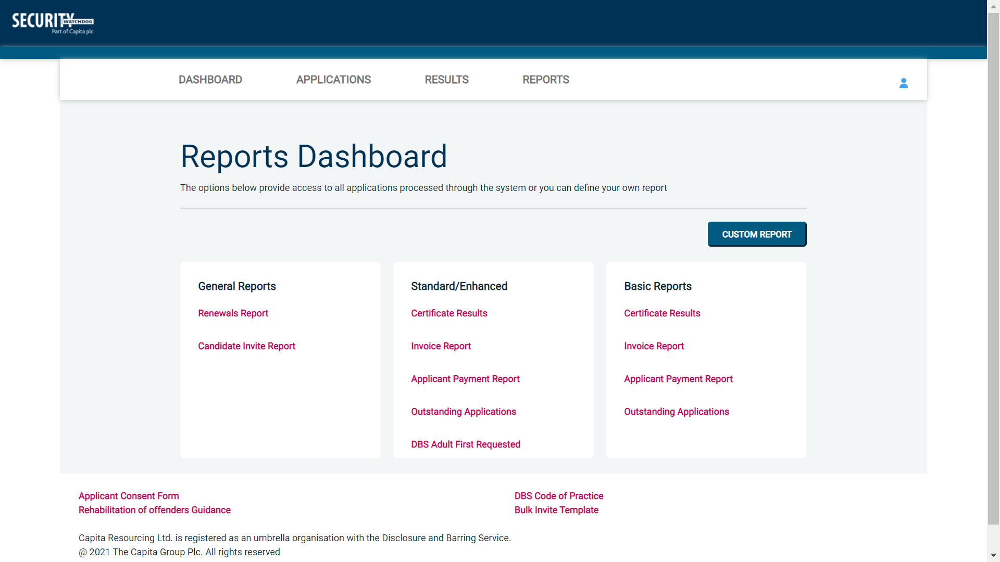 SECURITY
WATCHDOG
Part of Capita plc
DASHBOARD APPLICATIONS RESULTS REPORTS
Reports Dashboard
The options below provide access to all applications processed through the system or you can define your own report
CUSTOM REPORT
General Reports
Renewals Report
Candidate Invite Report
Standard/Enhanced
Certificate Results
Invoice Report
Applicant Payment Report
Outstanding Applications
DBS Adult First Requested
Basic Reports
Certificate Results
Invoice Report
Applicant Payment Report
Outstanding Applications
Applicant Consent Form
Rehabilitation of offenders Guidance
DBS Code of Practice
Bulk Invite Template
Capita Resourcing Ltd. is registered as an umbrella organisation with the Disclosure and Barring Service.
@ 2021 The Capita Group Plc. All rights reserved